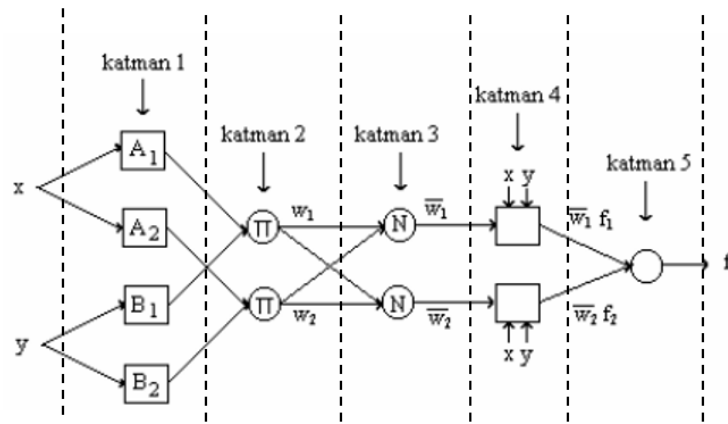 katman 1
katman 4
katman 2
katman 3
katman 5
x
A₁
A₂
y
B₁
B₂
Π
Π
w₁
w₂
N
N
w̅₁
w̅₂
x y
x y
w̅₁ f₁
w̅₂ f₂
f